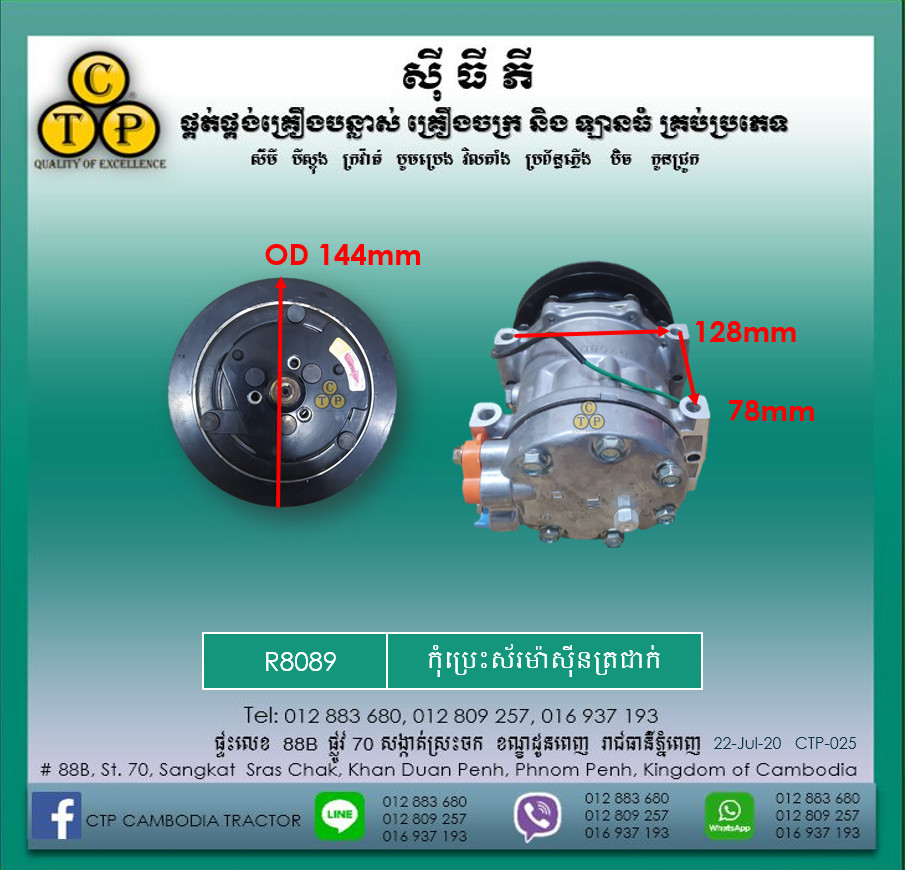 C
T P
QUALITY OF EXCELLENCE
ស៊ី ធី ភី
ផ្គត់ផ្គង់គ្រឿងបន្លាស់ គ្រឿងចក្រ និង ឡានធំ គ្រប់ប្រភេទ
ស៊ីមី ពីស្តុង ក្រវ៉ាត់ បូមប្រេង វិលតាំង ប្រព័ន្ធភ្លើង ប៊ិច កូនជ្រូក
OD 144mm
128mm
78mm
C
T P
C
T P
R8089 កុំប្រេះស័រម៉ាស៊ីនត្រជាក់
Tel: 012 883 680, 012 809 257, 016 937 193
ផ្ទះលេខ 88B ផ្លូវ 70 សង្កាត់ស្រះចក ខណ្ឌដូនពេញ រាជធានីភ្នំពេញ 22-Jul-20 CTP-025
# 88B, St. 70, Sangkat Sras Chak, Khan Duan Penh, Phnom Penh, Kingdom of Cambodia
CTP CAMBODIA TRACTOR
LINE
012 883 680
012 809 257
016 937 193
012 883 680
012 809 257
016 937 193
WhatsApp
012 883 680
012 809 257
016 937 193